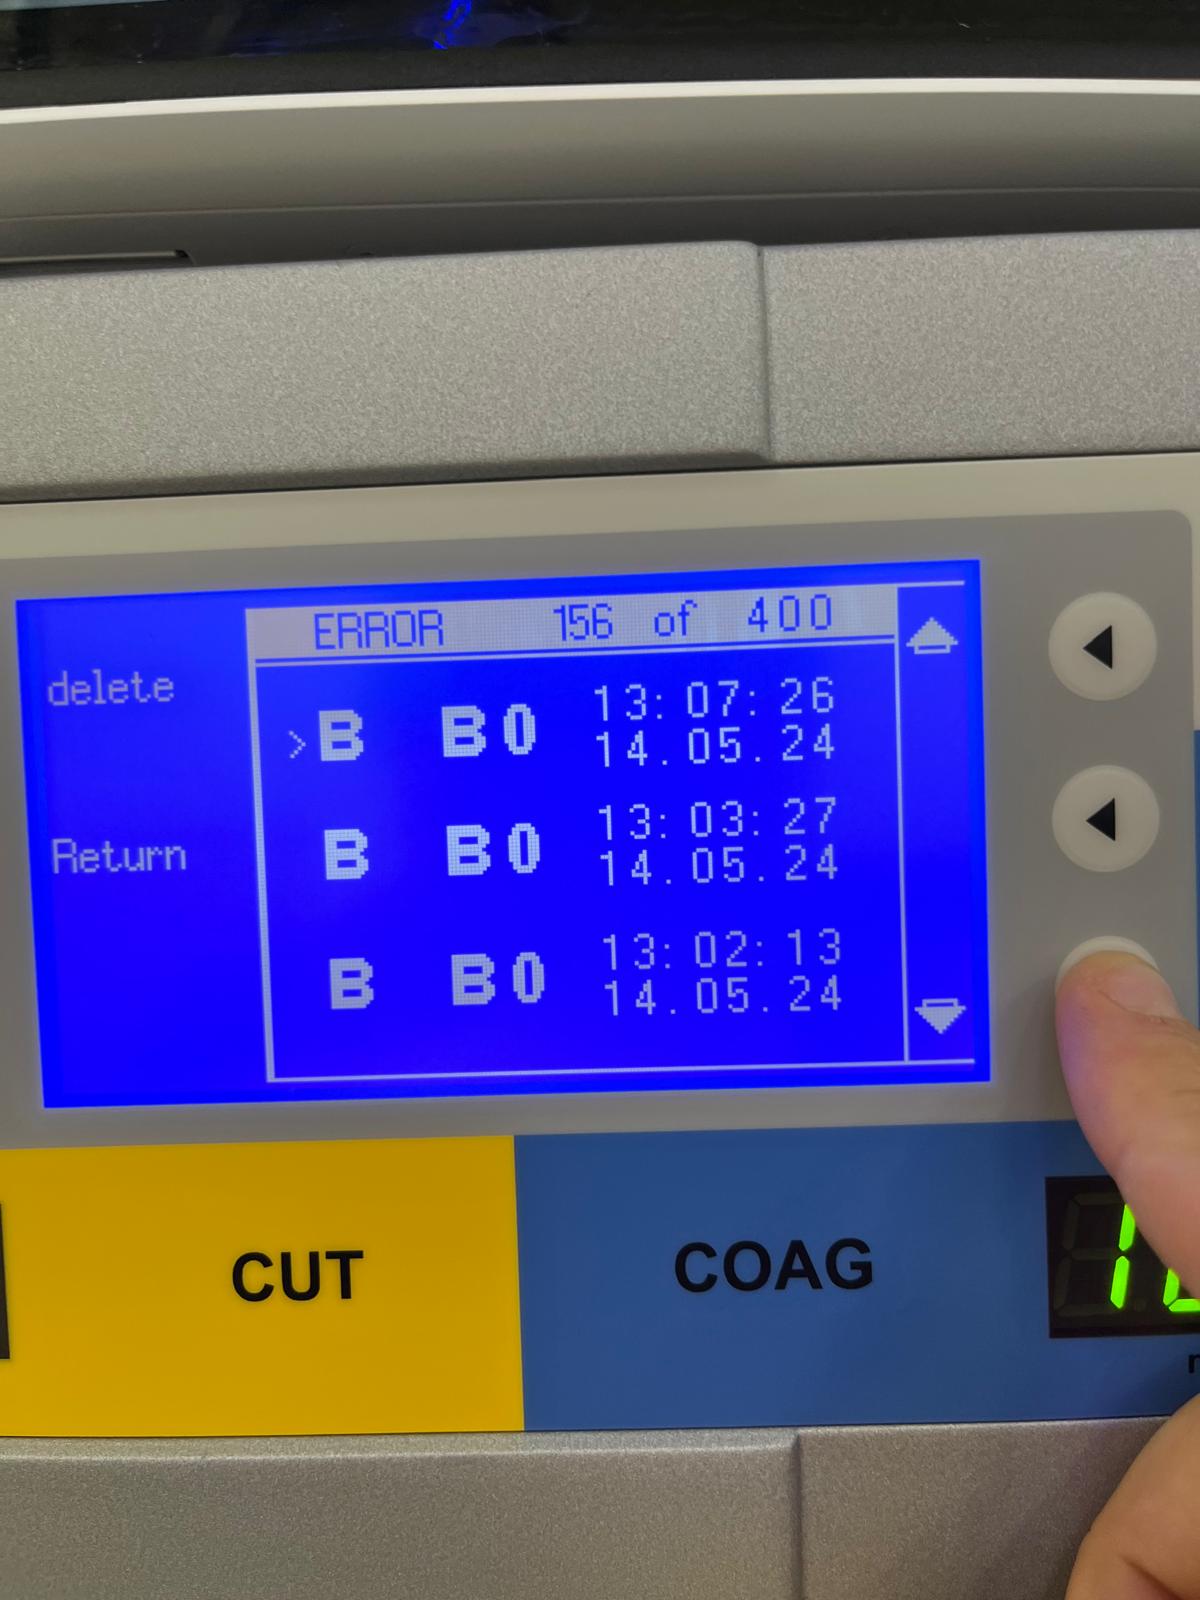 ERROR 156 of 400
delete
> B B0 13:07:26
14.05.24
Return
B B0 13:03:27
14.05.24
B B0 13:02:13
14.05.24
CUT COAG